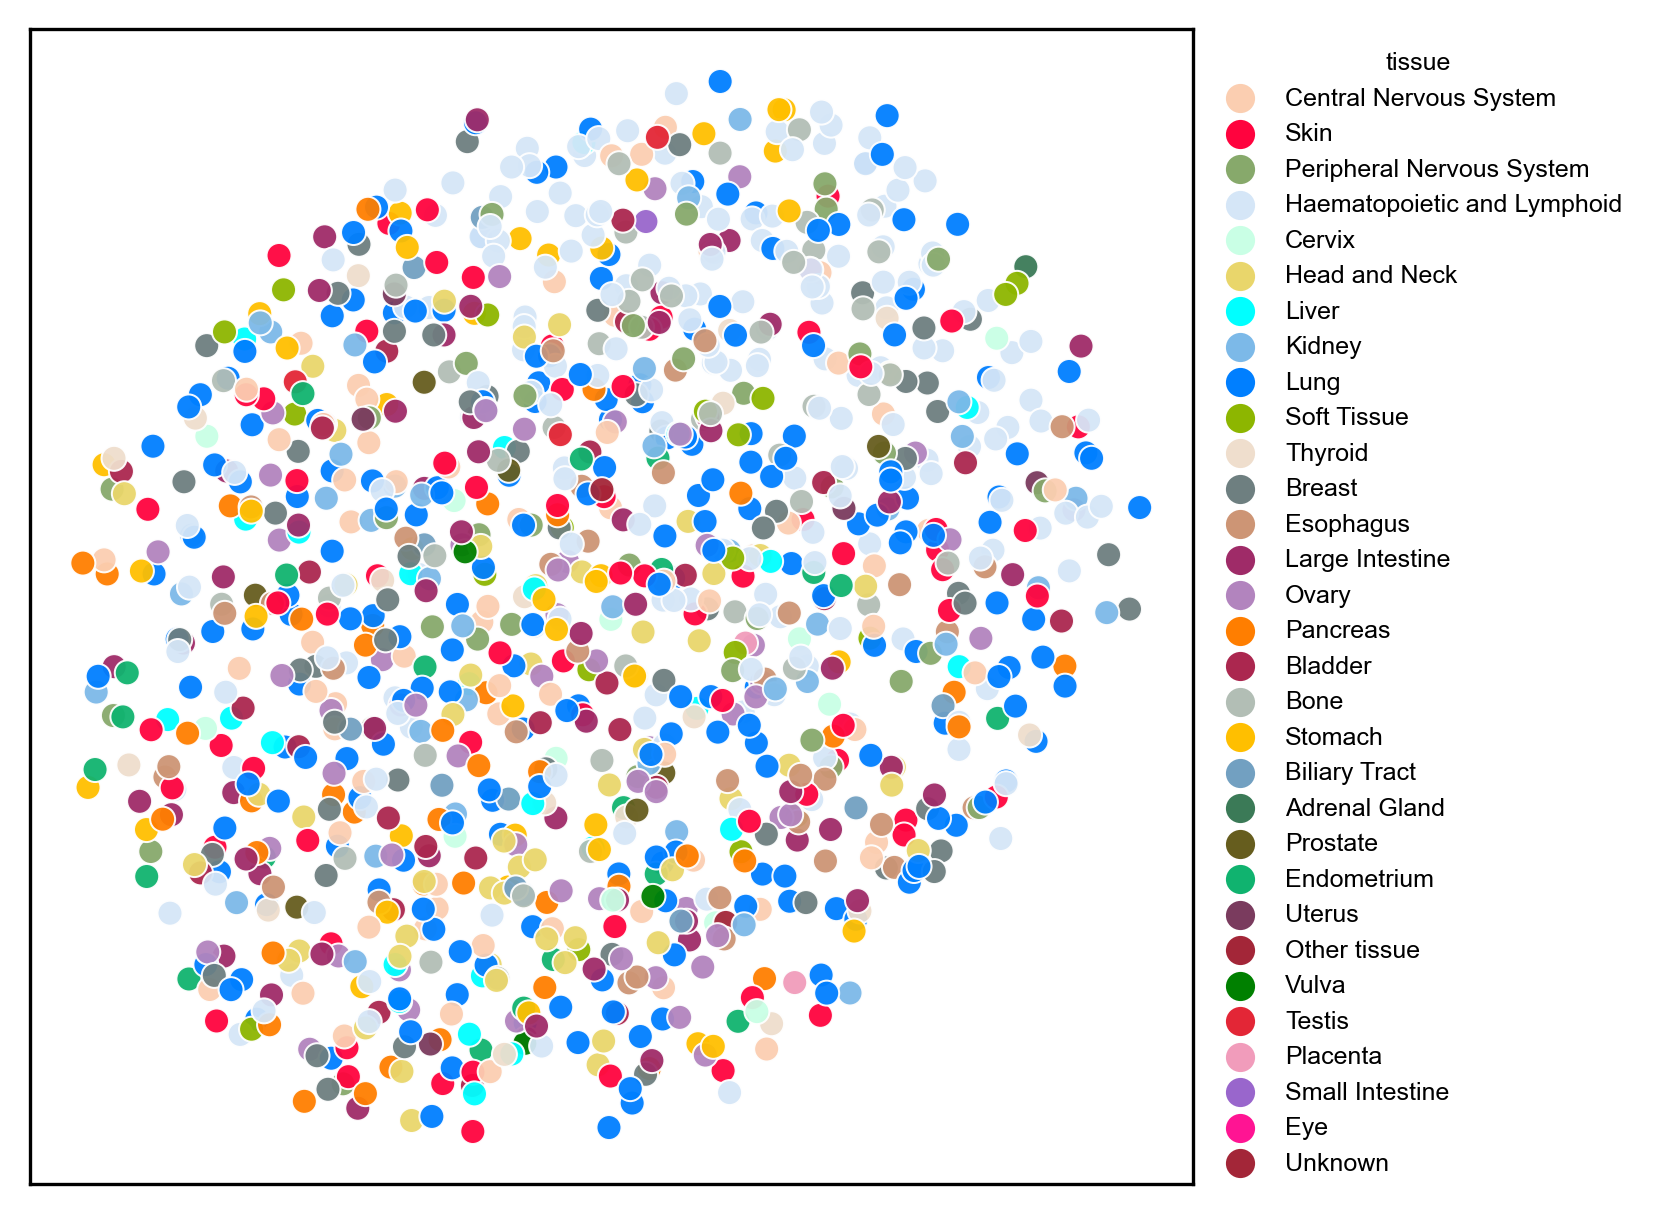 tissue
Central Nervous System
Skin
Peripheral Nervous System
Haematopoietic and Lymphoid
Cervix
Head and Neck
Liver
Kidney
Lung
Soft Tissue
Thyroid
Breast
Esophagus
Large Intestine
Ovary
Pancreas
Bladder
Bone
Stomach
Biliary Tract
Adrenal Gland
Prostate
Endometrium
Uterus
Other tissue
Vulva
Testis
Placenta
Small Intestine
Eye
Unknown